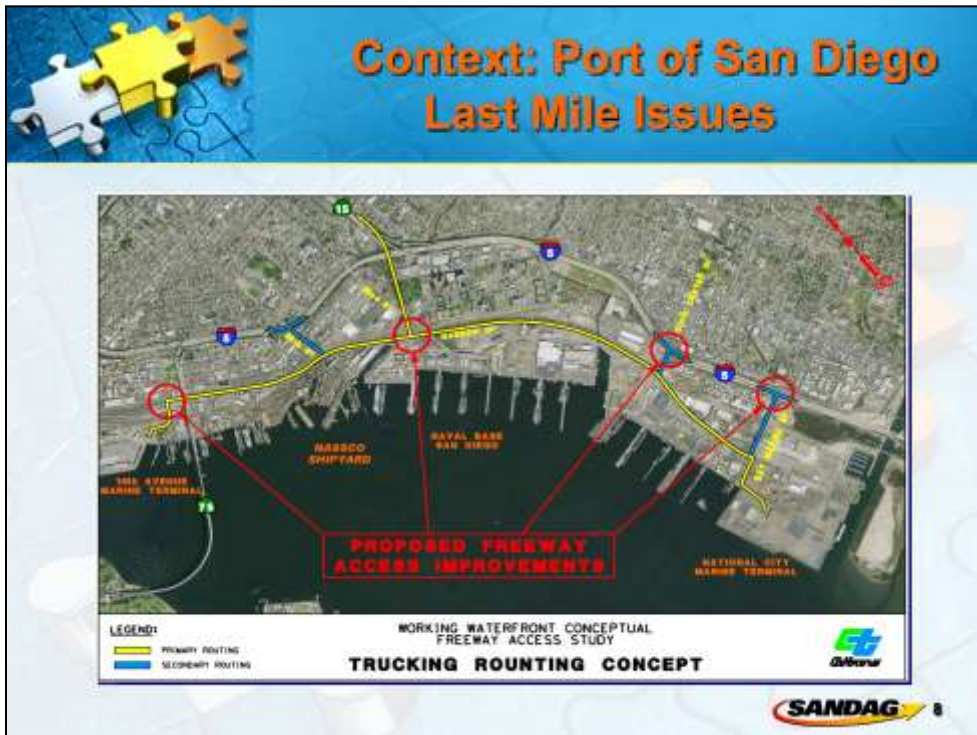 Context: Port of San Diego
Last Mile Issues
15
5
5
5
NASSCO
SHIPYARD
NAVAL BASE
SAN DIEGO
AVENUE
MARINE TERMINAL
75
PROPOSED FREEWAY
ACCESS IMPROVEMENTS
NATIONAL CITY
MARINE TERMINAL
LEGEND:
PRIMARY ROUTING
SECONDARY ROUTING
WORKING WATERFRONT CONCEPTUAL
FREEWAY ACCESS STUDY
TRUCKING ROUNTING CONCEPT
Caltrans
SANDAG 8